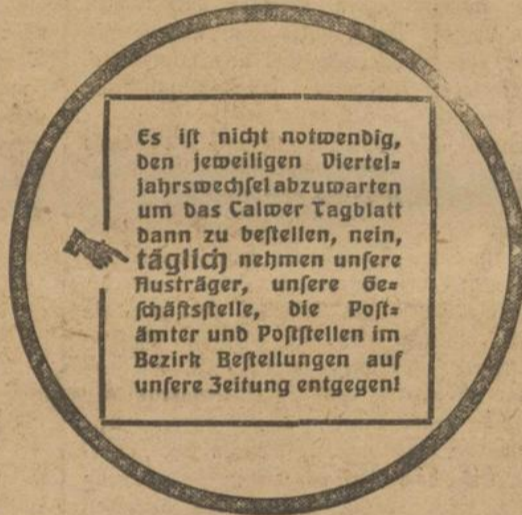 Es iſt nicht notwendig,
den jeweiligen Viertel⸗
jahrswechſel abzuwarten
um das Calwer Tagblatt
dann zu beſtellen, nein,
täglich nehmen unſere
Austräger, unſere Ge⸗
ſchäftsſtelle, die Poſt⸗
ämter und Poſtſtellen im
Bezirk Beſtellungen auf
unſere Zeitung entgegen!